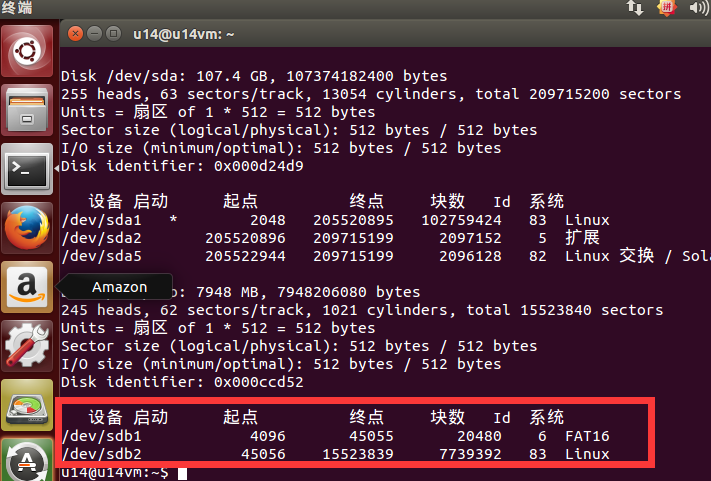 终端
u14@u14vm: ~
Disk /dev/sda: 107.4 GB, 107374182400 bytes
255 heads, 63 sectors/track, 13054 cylinders, total 209715200 sectors
Units = 扇区 of 1 * 512 = 512 bytes
Sector size (logical/physical): 512 bytes / 512 bytes
I/O size (minimum/optimal): 512 bytes / 512 bytes
Disk identifier: 0x000d24d9
设备 启动 起点 终点 块数 Id 系统
/dev/sda1 * 2048 205520895 102759424 83 Linux
/dev/sda2 205520896 209715199 2097152 5 扩展
/dev/sda5 205522944 209715199 2096128 82 Linux 交换 / Sola
Amazon
: 7948 MB, 7948206080 bytes
245 heads, 62 sectors/track, 1021 cylinders, total 15523840 sectors
Units = 扇区 of 1 * 512 = 512 bytes
Sector size (logical/physical): 512 bytes / 512 bytes
I/O size (minimum/optimal): 512 bytes / 512 bytes
Disk identifier: 0x000ccd52
设备 启动 起点 终点 块数 Id 系统
/dev/sdb1 4096 45055 20480 6 FAT16
/dev/sdb2 45056 15523839 7739392 83 Linux
u14@u14vm:~$